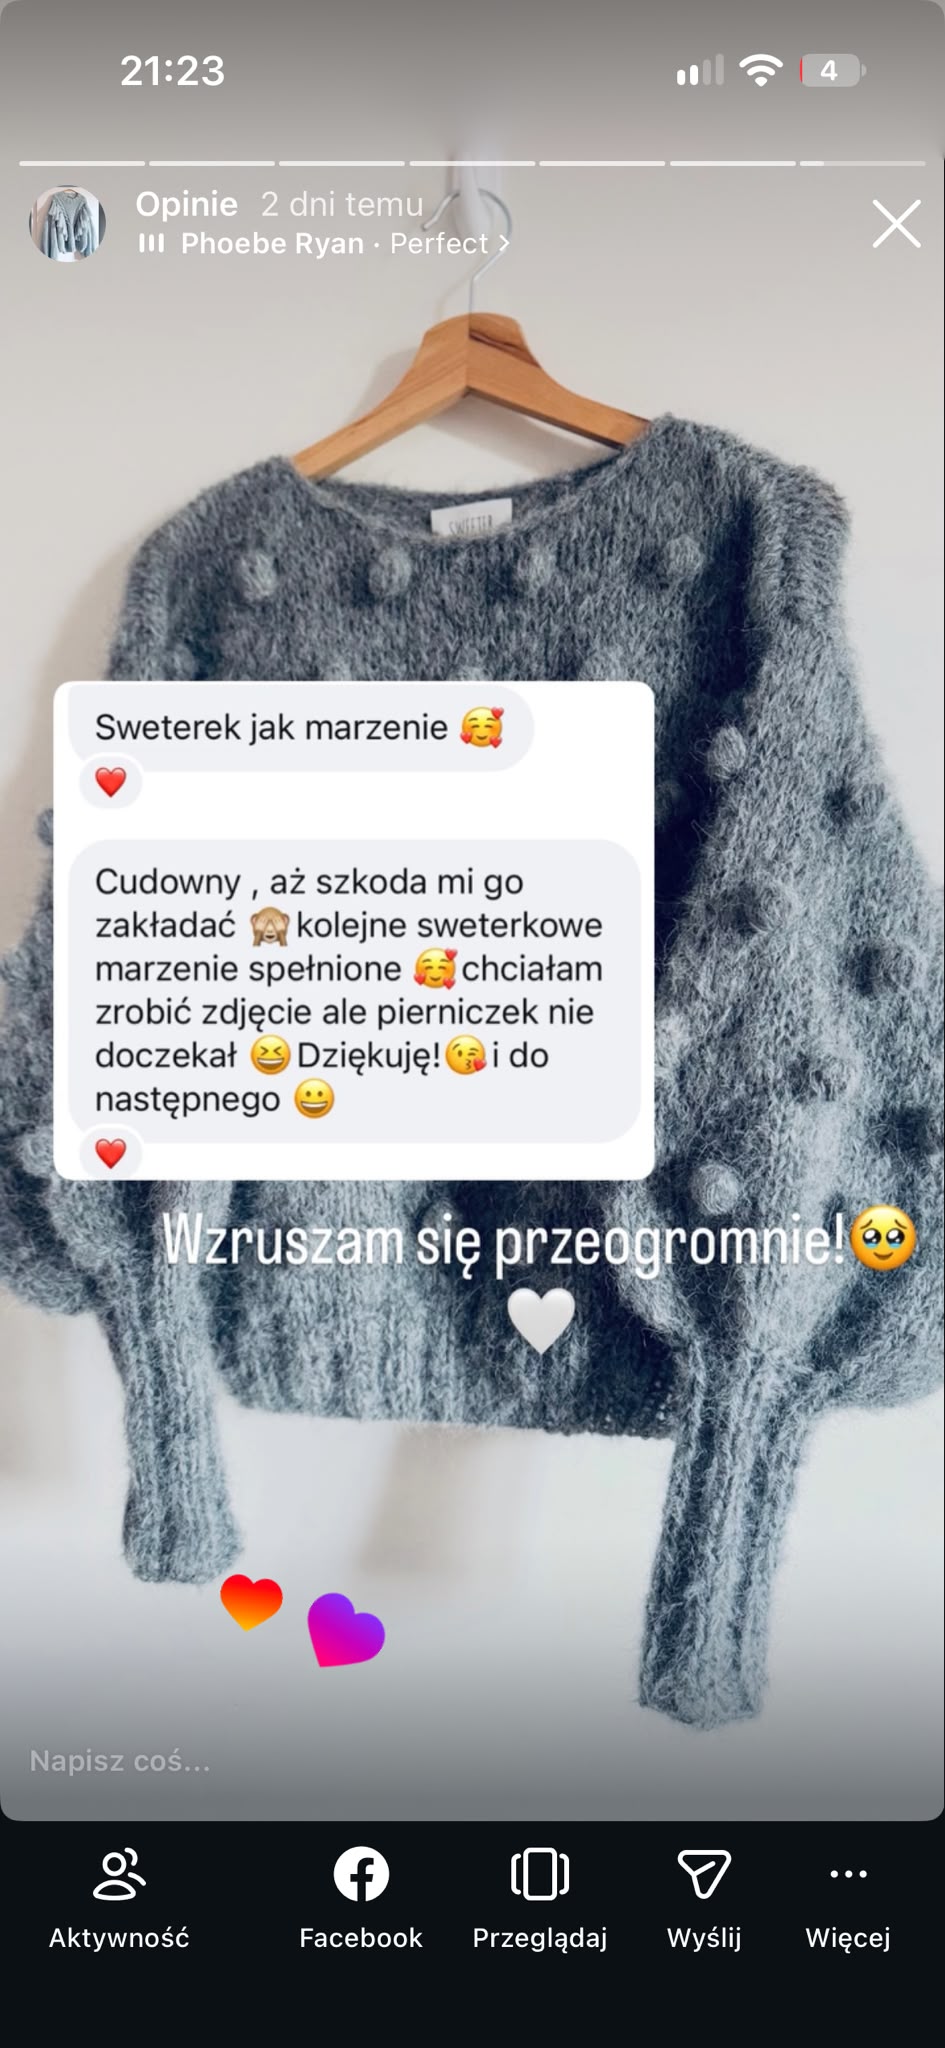 21:23
4
Opinie 2 dni temu
Phoebe Ryan · Perfect >
SWEETER
Sweterek jak marzenie 🥰
❤️
Cudowny , aż szkoda mi go
zakładać 🙈kolejne sweterkowe
marzenie spełnione 🥰chciałam
zrobić zdjęcie ale pierniczek nie
doczekał 😆Dziękuję!😘i do
następnego 😀
❤️
Wzruszam się przeogromnie!🥹
🤍
Napisz coś...
Aktywność
Facebook
Przeglądaj
Wyślij
Więcej